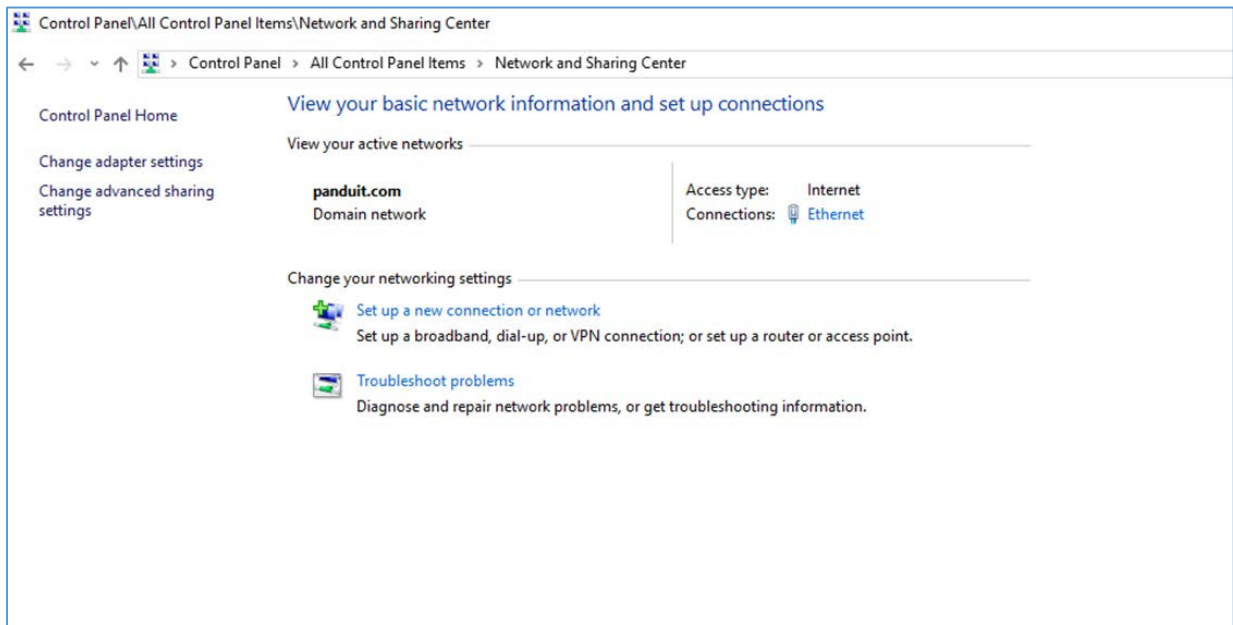 Control Panel\All Control Panel Items\Network and Sharing Center
Control Panel > All Control Panel Items > Network and Sharing Center
Control Panel Home
Change adapter settings
Change advanced sharing
settings
View your basic network information and set up connections
View your active networks
panduit.com
Domain network
Access type: Internet
Connections: Ethernet
Change your networking settings
Set up a new connection or network
Set up a broadband, dial-up, or VPN connection; or set up a router or access point.
Troubleshoot problems
Diagnose and repair network problems, or get troubleshooting information.